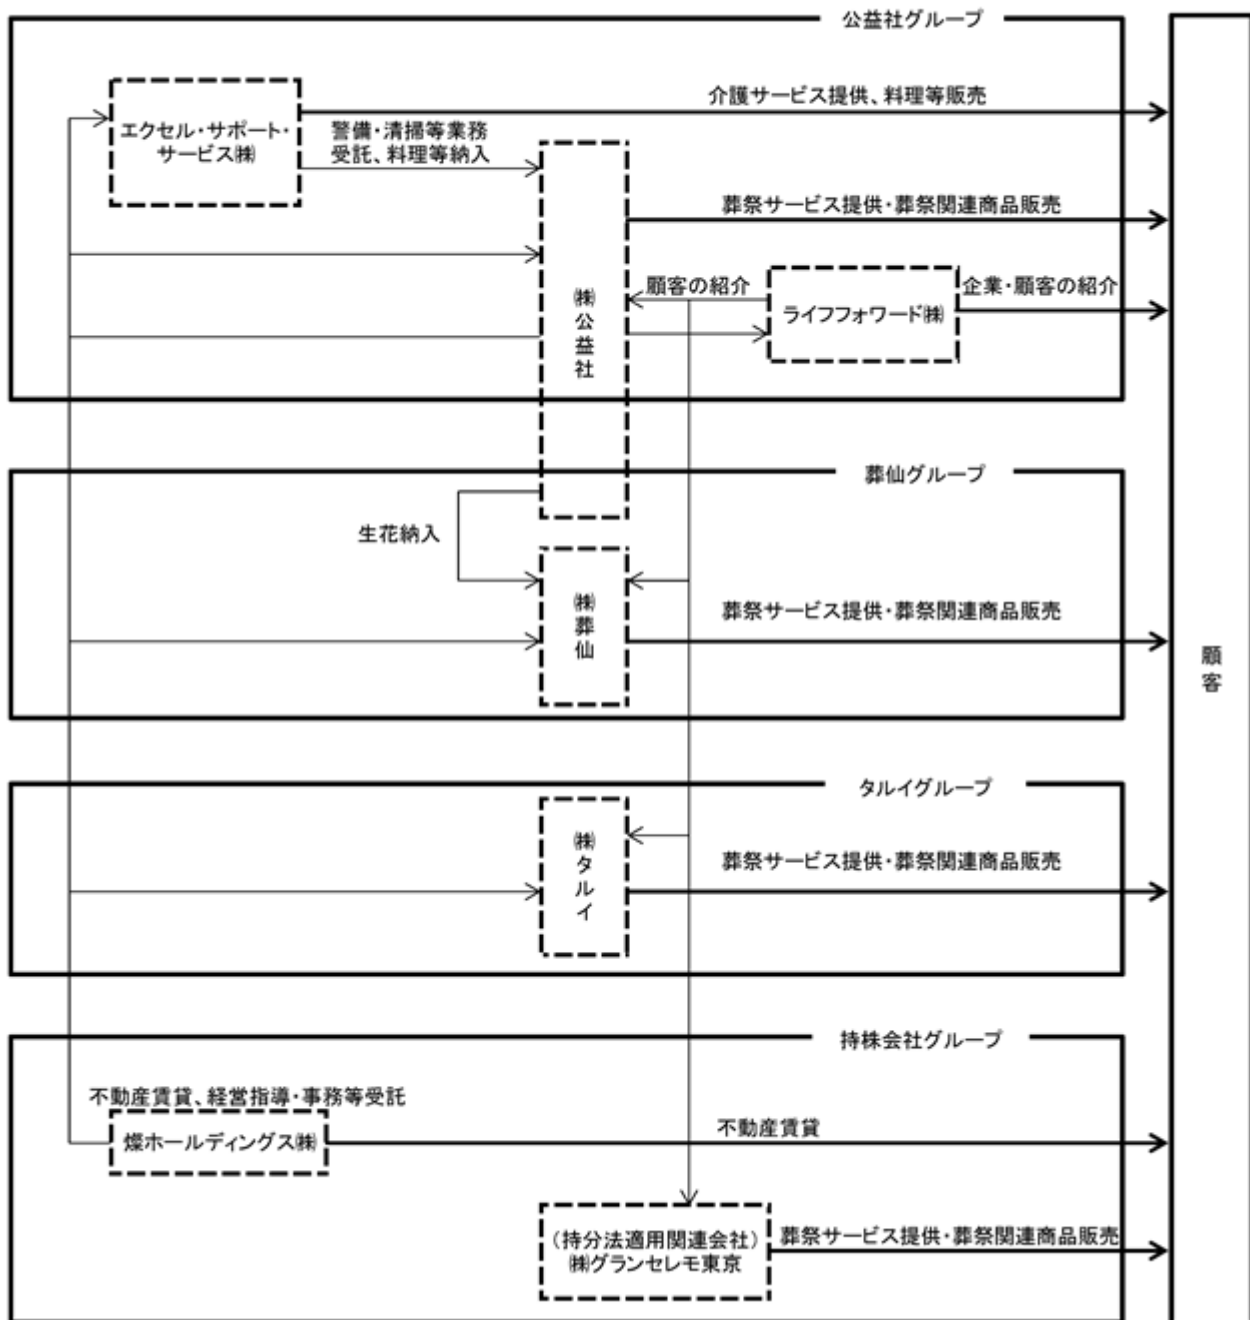 公益社グループ
介護サービス提供、料理等販売
エクセル・サポート・
サービス㈱
警備・清掃等業務
受託、料理等納入
葬祭サービス提供・葬祭関連商品販売
㈱公益社
顧客の紹介
ライフフォワード㈱
企業・顧客の紹介
葬仙グループ
生花納入
㈱葬仙
葬祭サービス提供・葬祭関連商品販売
顧客
タルイグループ
㈱タルイ
葬祭サービス提供・葬祭関連商品販売
持株会社グループ
不動産賃貸、経営指導・事務等受託
燦ホールディングス㈱
不動産賃貸
（持分法適用関連会社）
㈱グランセレモ東京
葬祭サービス提供・葬祭関連商品販売